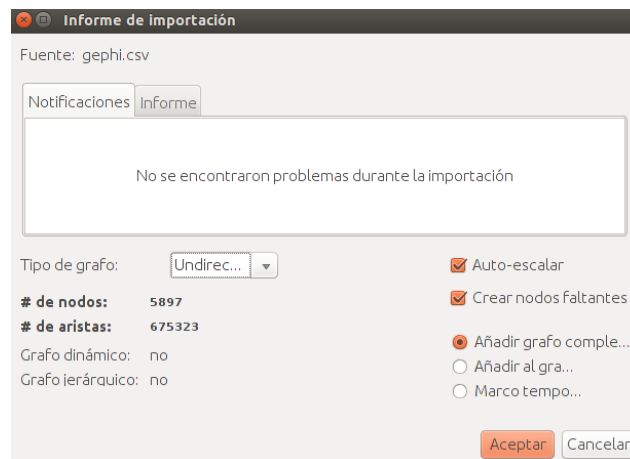 Informe de importación
Fuente: gephi.csv
Notificaciones Informe
No se encontraron problemas durante la importación
Tipo de grafo: Undirec...
# de nodos: 5897
# de aristas: 675323
Grafo dinámico: no
Grafo jerárquico: no
Auto-escalar
Crear nodos faltantes
Añadir grafo comple...
Añadir al gra...
Marco tempo...
Aceptar Cancelar